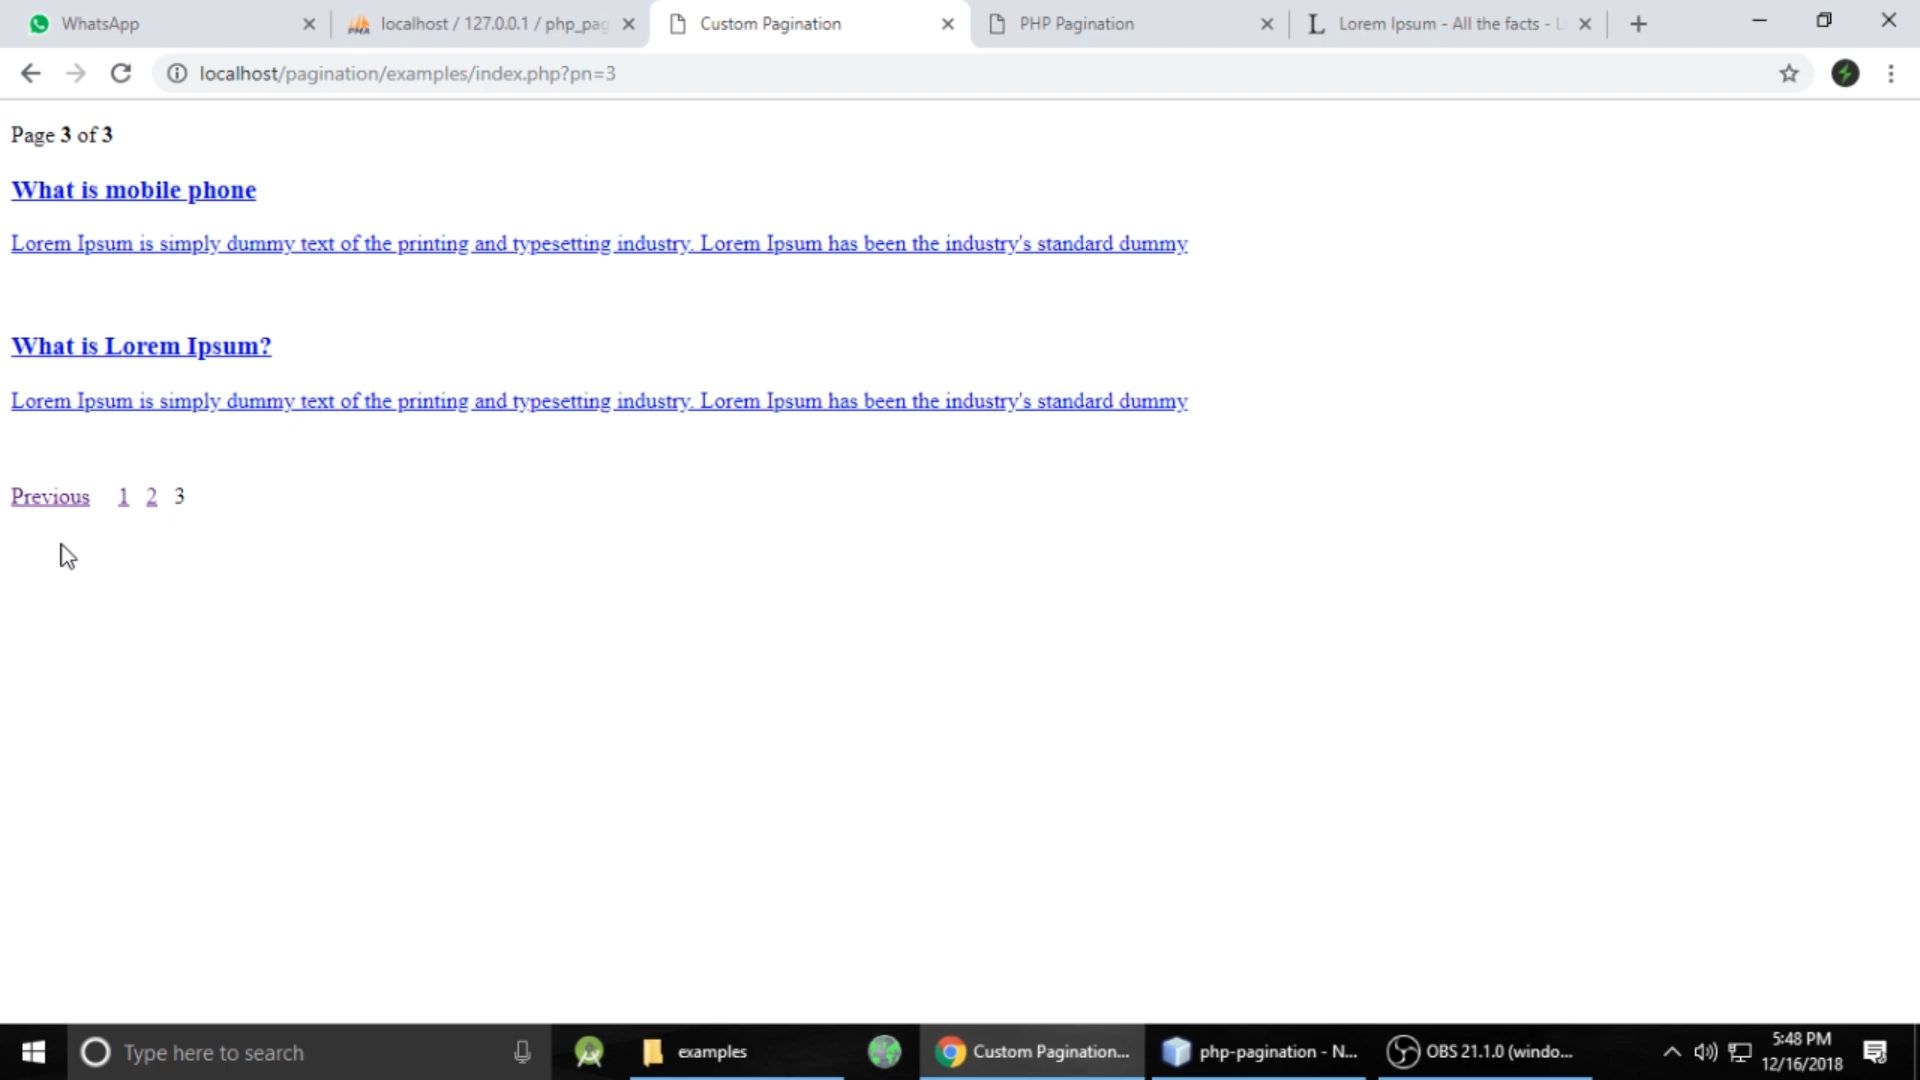 WhatsApp
localhost / 127.0.0.1 / php_pag
Custom Pagination
PHP Pagination
Lorem Ipsum - All the facts - L
localhost/pagination/examples/index.php?pn=3
Page 3 of 3
What is mobile phone
Lorem Ipsum is simply dummy text of the printing and typesetting industry. Lorem Ipsum has been the industry's standard dummy
What is Lorem Ipsum?
Lorem Ipsum is simply dummy text of the printing and typesetting industry. Lorem Ipsum has been the industry's standard dummy
Previous 1 2 3
Type here to search
examples
Custom Pagination...
php-pagination - N...
OBS 21.1.0 (windo...
5:48 PM
12/16/2018